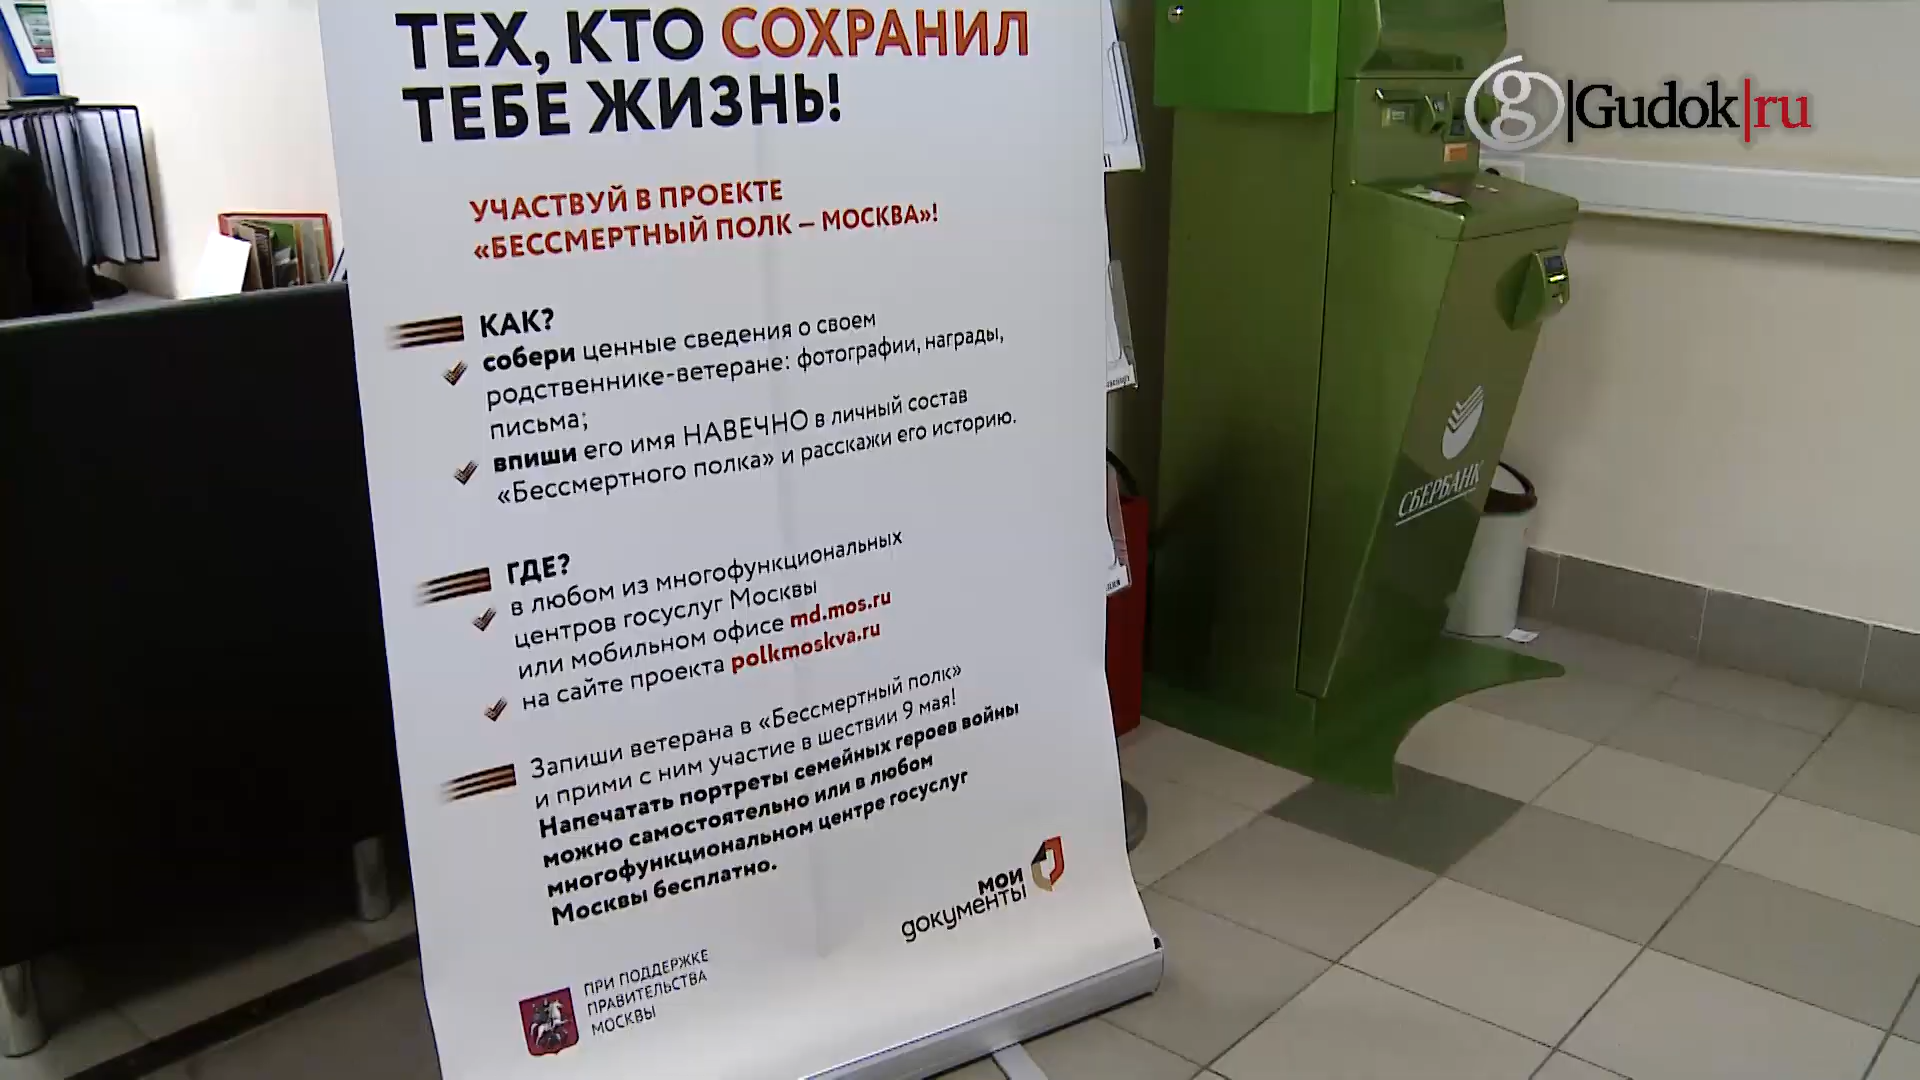 ТЕХ, КТО СОХРАНИЛ
ТЕБЕ ЖИЗНЬ!
УЧАСТВУЙ В ПРОЕКТЕ
«БЕССМЕРТНЫЙ ПОЛК – МОСКВА»!
КАК?
собери ценные сведения о своем
родственнике-ветеране: фотографии, награды,
письма;
впиши его имя НАВЕЧНО в личный состав
«Бессмертного полка» и расскажи его историю.
ГДЕ?
в любом из многофункциональных
центров госуслуг Москвы
или мобильном офисе md.mos.ru
на сайте проекта polkmoskva.ru
Запиши ветерана в «Бессмертный полк»
и прими с ним участие в шествии 9 мая!
Напечатать портреты семейных героев войны
можно самостоятельно или в любом
многофункциональном центре госуслуг
Москвы бесплатно.
мои
документы
ПРИ ПОДДЕРЖКЕ
ПРАВИТЕЛЬСТВА
МОСКВЫ
СБЕРБАНК
g|Gudok|ru